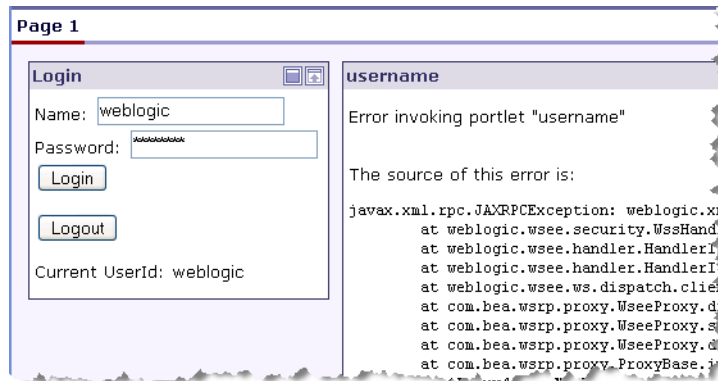 Page 1
Login
Name: weblogic
Password: ********
Login
Logout
Current UserId: weblogic
username
Error invoking portlet "username"
The source of this error is:
javax.xml.rpc.JAXRPCException: weblogic.x
at weblogic.wsee.security.WssHand
at weblogic.wsee.handler.HandlerI
at weblogic.wsee.handler.HandlerI
at weblogic.wsee.ws.dispatch.clie
at com.bea.wsrp.proxy.WseeProxy.d
at com.bea.wsrp.proxy.WseeProxy.s
at com.bea.wsrp.proxy.WseeProxy.d
at com.bea.wsrp.proxy.ProxyBase.i